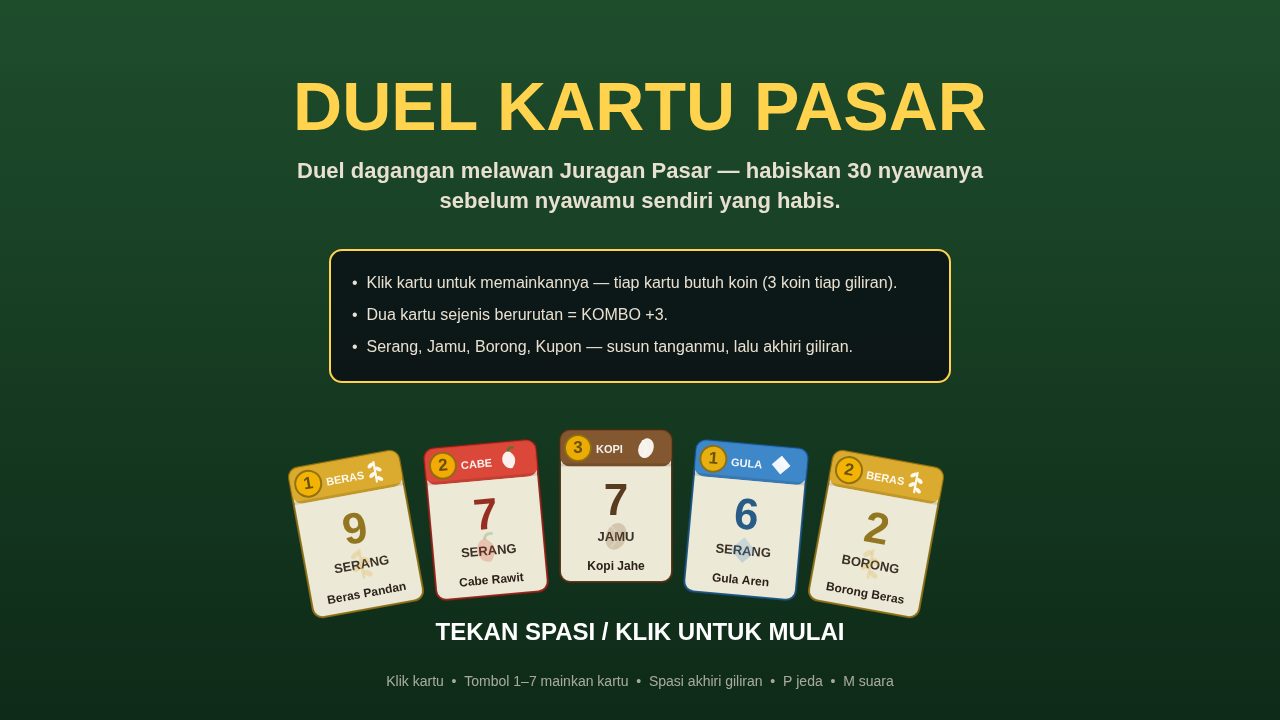 DUEL KARTU PASAR
Duel dagangan melawan Juragan Pasar — habiskan 30 nyawanya
sebelum nyawamu sendiri yang habis.
• Klik kartu untuk memainkannya — tiap kartu butuh koin (3 koin tiap giliran).
• Dua kartu sejenis berurutan = KOMBO +3.
• Serang, Jamu, Borong, Kupon — susun tanganmu, lalu akhiri giliran.
1 BERAS
9
SERANG
Beras Pandan
2 CABE
7
SERANG
Cabe Rawit
3 KOPI
7
JAMU
Kopi Jahe
1 GULA
6
SERANG
Gula Aren
2 BERAS
2
BORONG
Borong Beras
TEKAN SPASI / KLIK UNTUK MULAI
Klik kartu • Tombol 1–7 mainkan kartu • Spasi akhiri giliran • P jeda • M suara